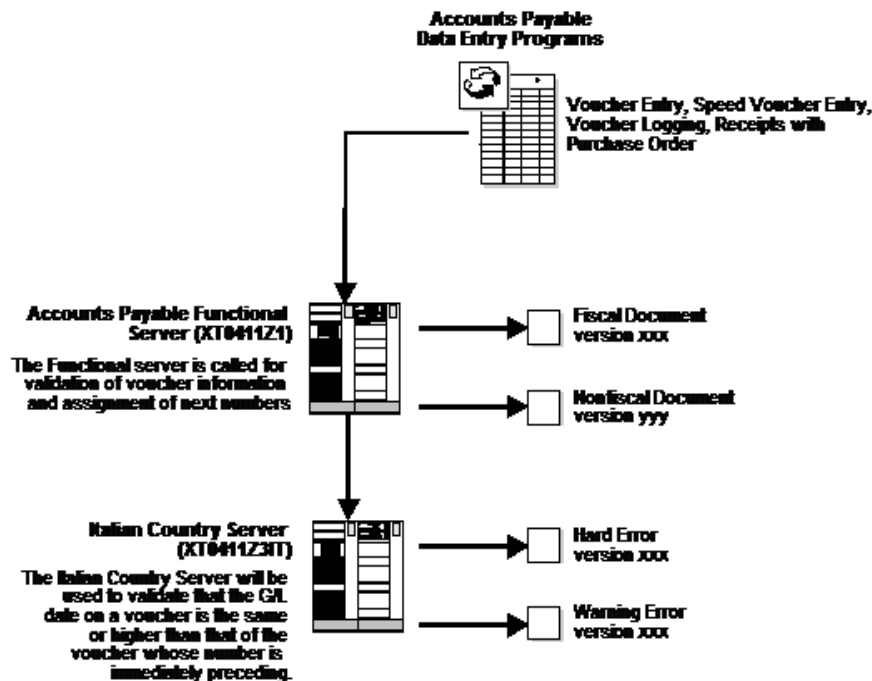 Accounts Payable
Data Entry Programs
Voucher Entry, Speed Voucher Entry,
Voucher Logging, Receipts with
Purchase Order
Accounts Payable Functional
Server (XT0411Z1)
The Functional server is called for
validation of voucher information
and assignment of next numbers
Fiscal Document
version xxx
Nonfiscal Document
version yyy
Italian Country Server
(XT0411Z3IT)
The Italian Country Server will be
used to validate that the G/L
date on a voucher is the same
or higher than that of the
voucher whose number is
immediately preceding.
Hard Error
version xxx
Warning Error
version xxx